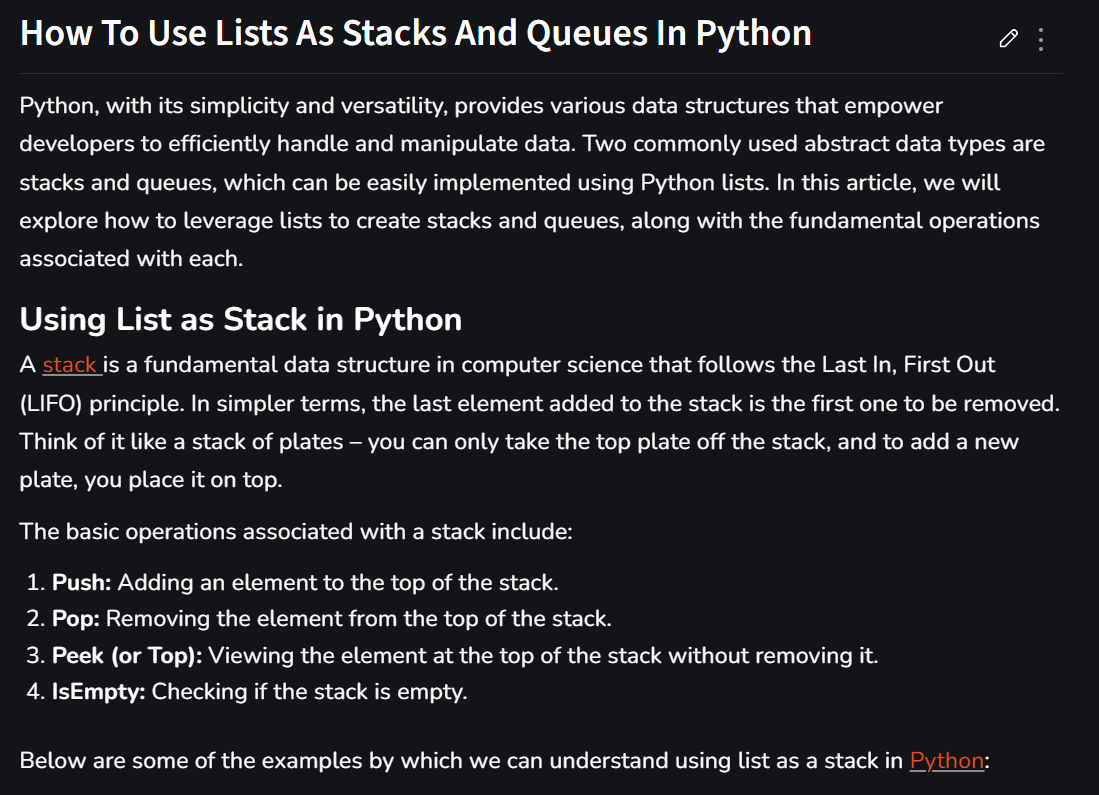 How To Use Lists As Stacks And Queues In Python
Python, with its simplicity and versatility, provides various data structures that empower
developers to efficiently handle and manipulate data. Two commonly used abstract data types are
stacks and queues, which can be easily implemented using Python lists. In this article, we will
explore how to leverage lists to create stacks and queues, along with the fundamental operations
associated with each.
Using List as Stack in Python
A stack is a fundamental data structure in computer science that follows the Last In, First Out
(LIFO) principle. In simpler terms, the last element added to the stack is the first one to be removed.
Think of it like a stack of plates – you can only take the top plate off the stack, and to add a new
plate, you place it on top.
The basic operations associated with a stack include:
1. Push: Adding an element to the top of the stack.
2. Pop: Removing the element from the top of the stack.
3. Peek (or Top): Viewing the element at the top of the stack without removing it.
4. IsEmpty: Checking if the stack is empty.
Below are some of the examples by which we can understand using list as a stack in Python: